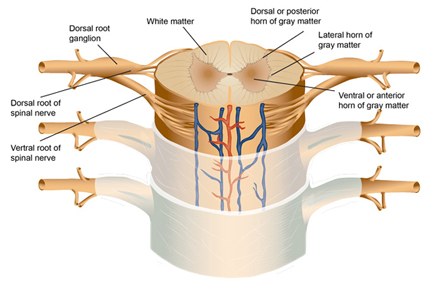 Dorsal root
ganglion
White matter
Dorsal or posterior
horn of gray matter
Lateral horn of
gray matter
Ventral or anterior
horn of gray matter
Dorsal root of
spinal nerve
Vertral root of
spinal nerve